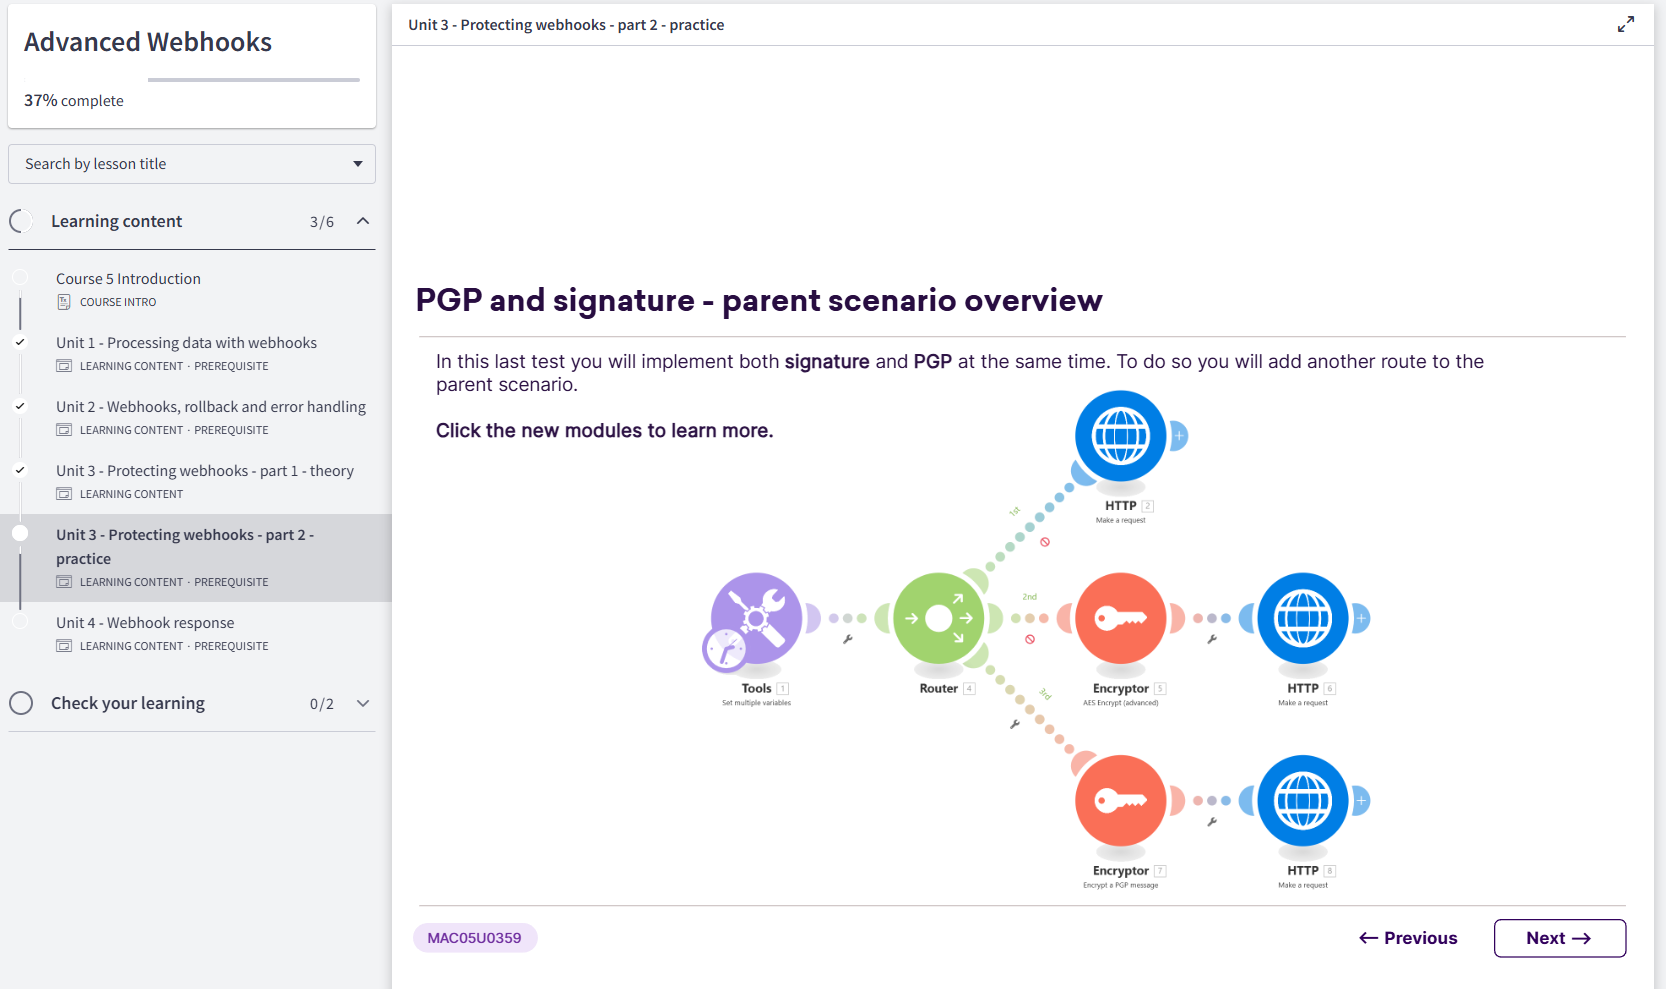 Advanced Webhooks
37% complete
Search by lesson title
Learning content 3/6
Course 5 Introduction
COURSE INTRO
Unit 1 - Processing data with webhooks
LEARNING CONTENT · PREREQUISITE
Unit 2 - Webhooks, rollback and error handling
LEARNING CONTENT · PREREQUISITE
Unit 3 - Protecting webhooks - part 1 - theory
LEARNING CONTENT
Unit 3 - Protecting webhooks - part 2 -
practice
LEARNING CONTENT · PREREQUISITE
Unit 4 - Webhook response
LEARNING CONTENT · PREREQUISITE
Check your learning 0/2
Unit 3 - Protecting webhooks - part 2 - practice
PGP and signature - parent scenario overview
In this last test you will implement both signature and PGP at the same time. To do so you will add another route to the
parent scenario.
Click the new modules to learn more.
HTTP 2
Make a request
1st
2nd
3rd
Tools 1
Set multiple variables
Router 4
Encryptor 5
AES Encrypt (advanced)
HTTP 6
Make a request
Encryptor 7
Encrypt a PGP message
HTTP 8
Make a request
MAC05U0359
← Previous
Next →